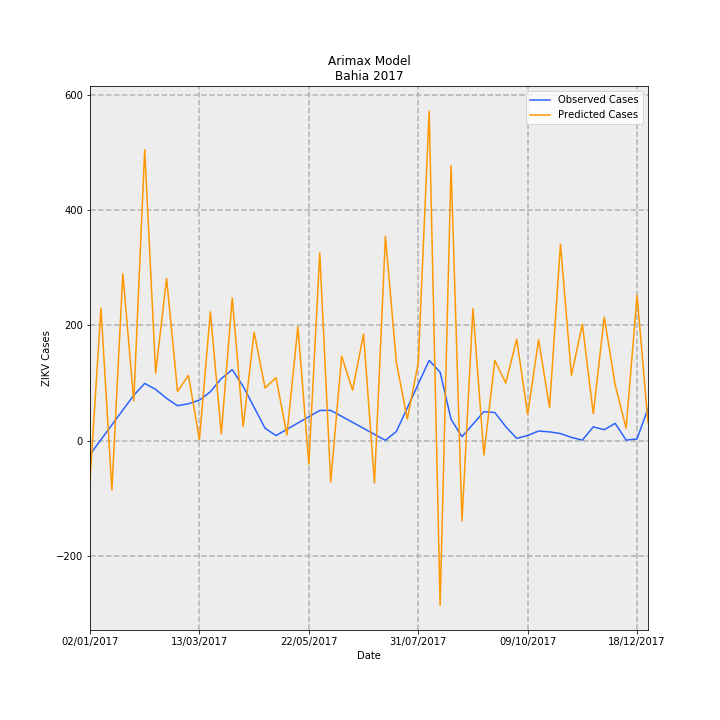 Arimax Model
Bahia 2017
Observed Cases
Predicted Cases
600
400
200
0
−200
ZIKV Cases
02/01/2017 13/03/2017 22/05/2017 31/07/2017 09/10/2017 18/12/2017
Date